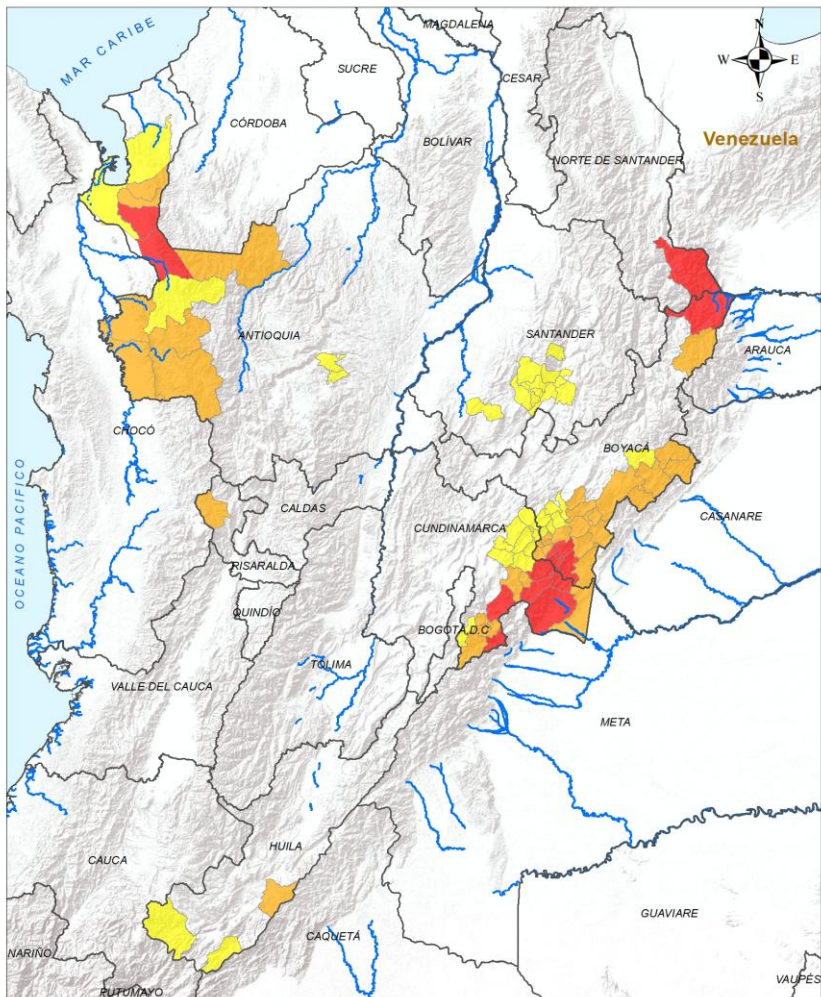 MAGDALENA
N
MAR CARIBE
SUCRE
CESAR
W
E
S
CÓRDOBA
BOLÍVAR
Venezuela
NORTE DE SANTANDER
ANTIOQUIA
SANTANDER
ARAUCA
CHOCÓ
BOYACÁ
OCEANO PACIFICO
CALDAS
CUNDINAMARCA
CASANARE
RISARALDA
QUINDÍO
BOGOTÁ D.C
TOLIMA
VALLE DEL CAUCA
META
HUILA
CAUCA
GUAVIARE
CAQUETÁ
NARIÑO
VAUPÉS
PUTUMAYO